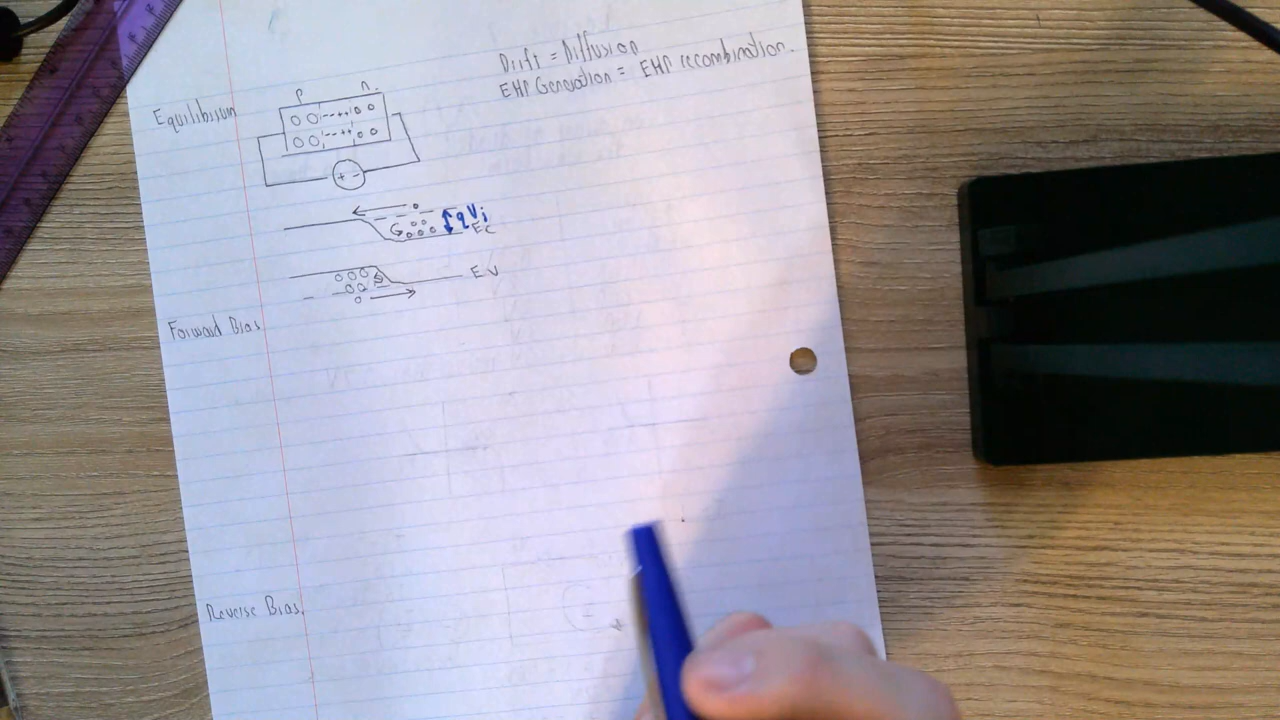 Drift = Diffusion
EHP Generation = EHP recombination.
Equilibrium
p n.
+ -
qVi
Ec
Ev
Forward Bias
Reverse Bias.